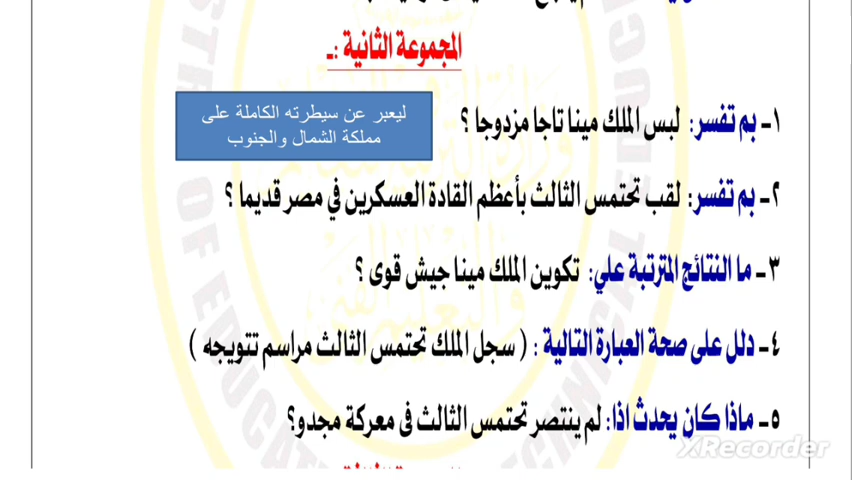 المجموعة الثانية :ـ
١- بم تفسر: لبس الملك مينا تاجا مزدوجا ؟
ليعبر عن سيطرته الكاملة على
مملكة الشمال والجنوب
٢- بم تفسر: لقب تحتمس الثالث بأعظم القادة العسكرين في مصر قديما ؟
٣- ما النتائج المترتبة علي: تكوين الملك مينا جيش قوى ؟
٤- دلل على صحة العبارة التالية : ( سجل الملك تحتمس الثالث مراسم تتويجه )
٥- ماذا كان يحدث اذا: لم ينتصر تحتمس الثالث فى معركة مجدو؟
XRecorder